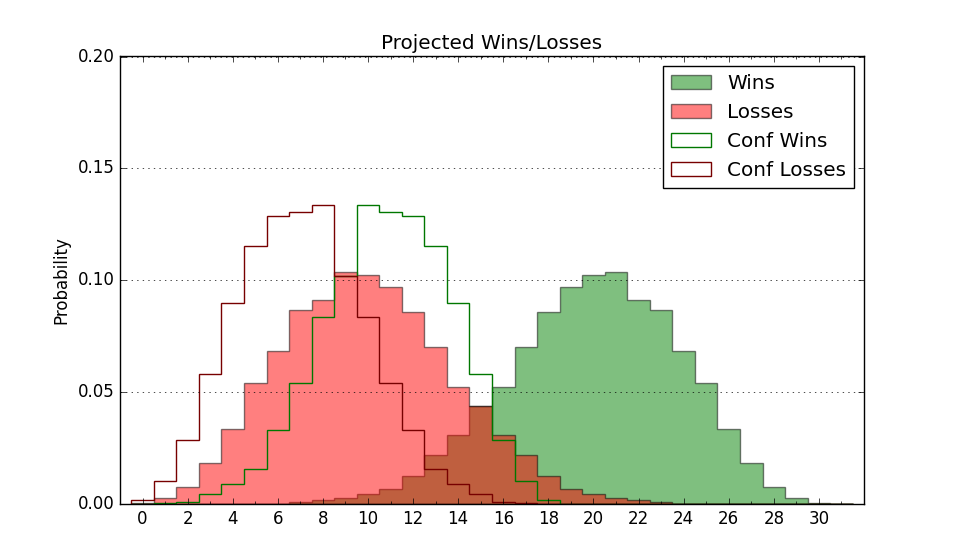 Projected Wins/Losses
0.20
0.15
0.10
0.05
0.00
Probability
Wins
Losses
Conf Wins
Conf Losses
0 2 4 6 8 10 12 14 16 18 20 22 24 26 28 30